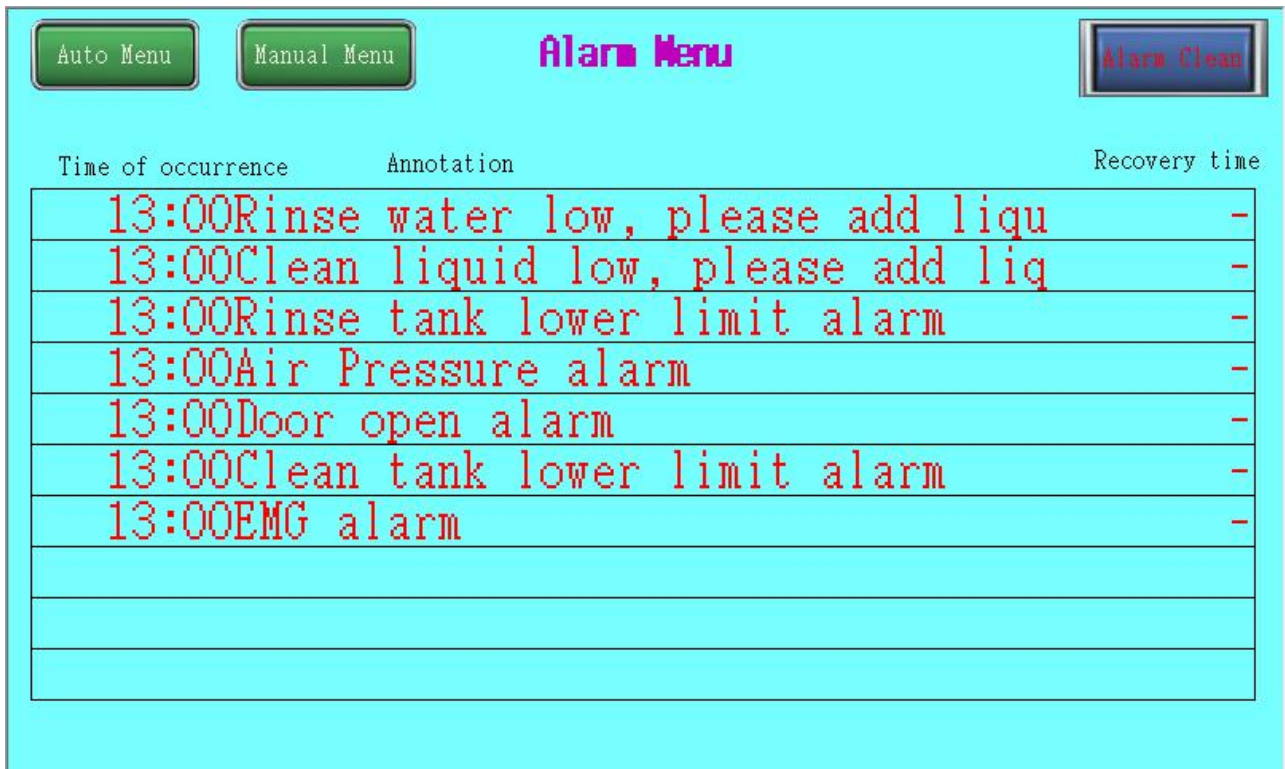 Auto Menu Manual Menu Alarm Menu Alarm Clean
Time of occurrence Annotation Recovery time
13:00Rinse water low, please add liqu -
13:00Clean liquid low, please add liq -
13:00Rinse tank lower limit alarm -
13:00Air Pressure alarm -
13:00Door open alarm -
13:00Clean tank lower limit alarm -
13:00EMG alarm -